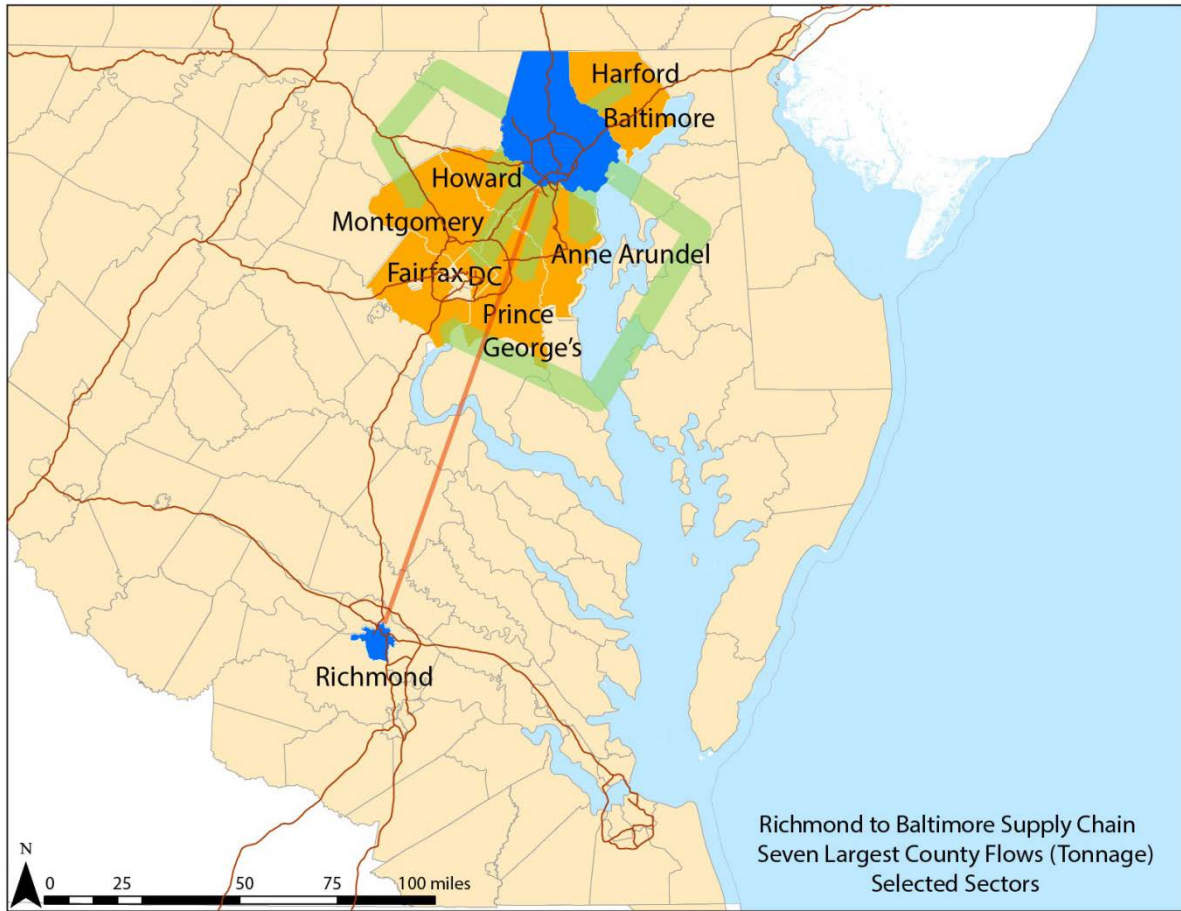 Harford
Baltimore
Howard
Montgomery
Anne Arundel
Fairfax DC
Prince
George's
Richmond
Richmond to Baltimore Supply Chain
Seven Largest County Flows (Tonnage)
Selected Sectors
N
0 25 50 75 100 miles